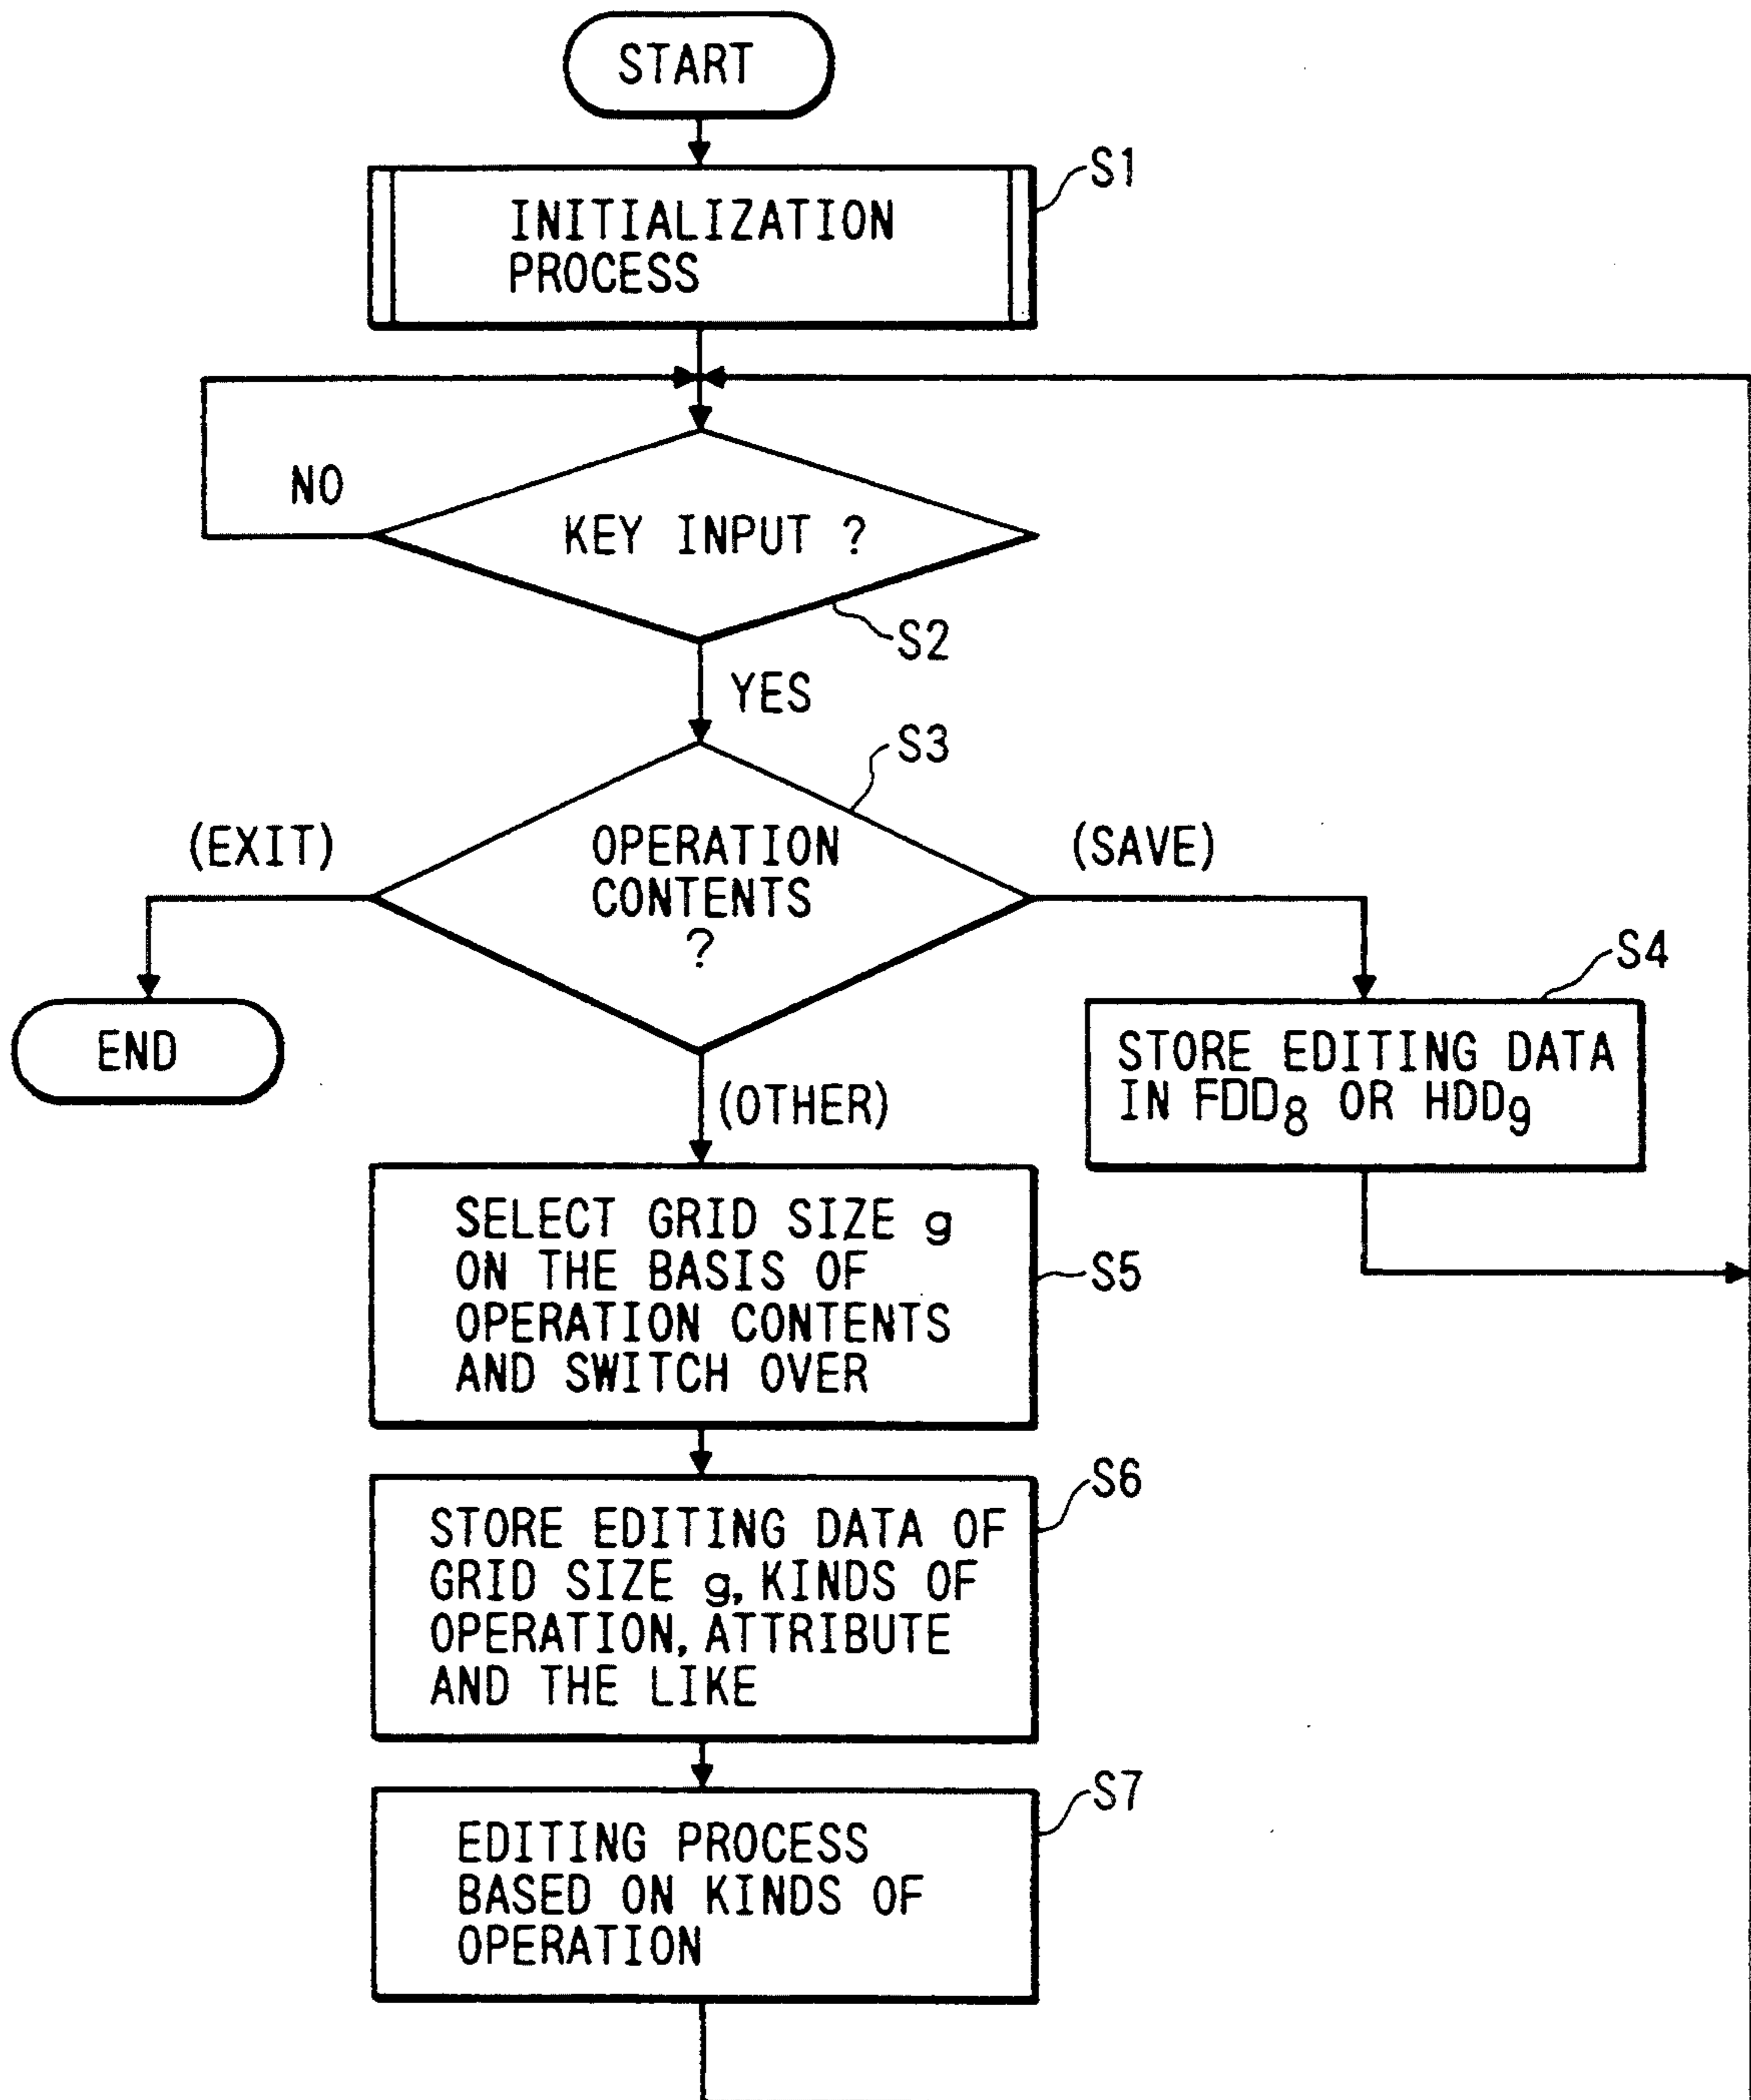 START
S1
INITIALIZATION
PROCESS
NO
KEY INPUT ?
S2
YES
S3
(EXIT)
OPERATION
CONTENTS
?
(SAVE)
END
S4
STORE EDITING DATA
IN FDD8 OR HDD9
(OTHER)
SELECT GRID SIZE g
ON THE BASIS OF
OPERATION CONTENTS
AND SWITCH OVER
S5
S6
STORE EDITING DATA OF
GRID SIZE g, KINDS OF
OPERATION, ATTRIBUTE
AND THE LIKE
S7
EDITING PROCESS
BASED ON KINDS OF
OPERATION